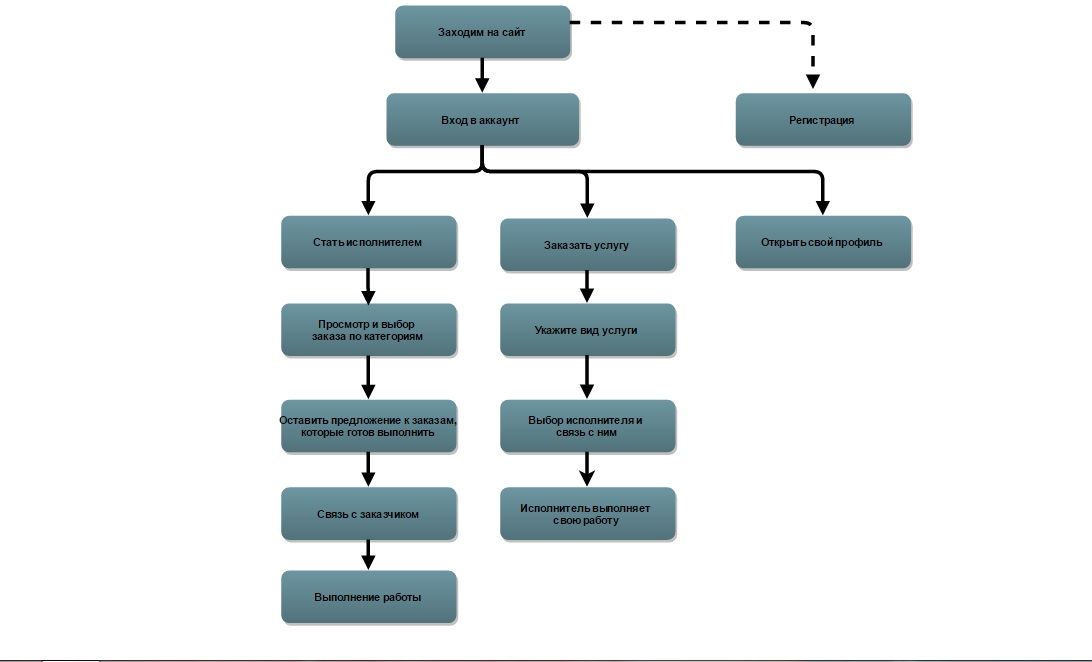 Заходим на сайт
Вход в аккаунт
Регистрация
Стать исполнителем
Заказать услугу
Открыть свой профиль
Просмотр и выбор
заказа по категориям
Укажите вид услуги
Оставить предложение к заказам,
которые готов выполнить
Выбор исполнителя и
связь с ним
Связь с заказчиком
Исполнитель выполняет
свою работу
Выполнение работы